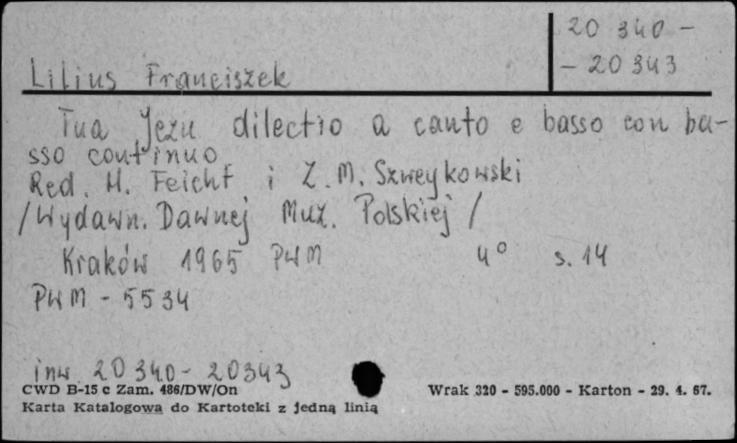 20 340 -
- 20 343
Lilius Franciszek
Tua Jezu dilectio a canto e basso con ba-
sso continuo
Red. H. Feicht i Z. M. Szweykowski
/Wydawn. Dawnej Muz. Polskiej/
Kraków 1965 PWM 4° s. 14
PWM - 5534
inw. 20340 - 20343
CWD B-15 c Zam. 486/DW/On Wrak 320 - 595.000 - Karton - 29. 4. 67.
Karta Katalogowa do Kartoteki z jedną linią